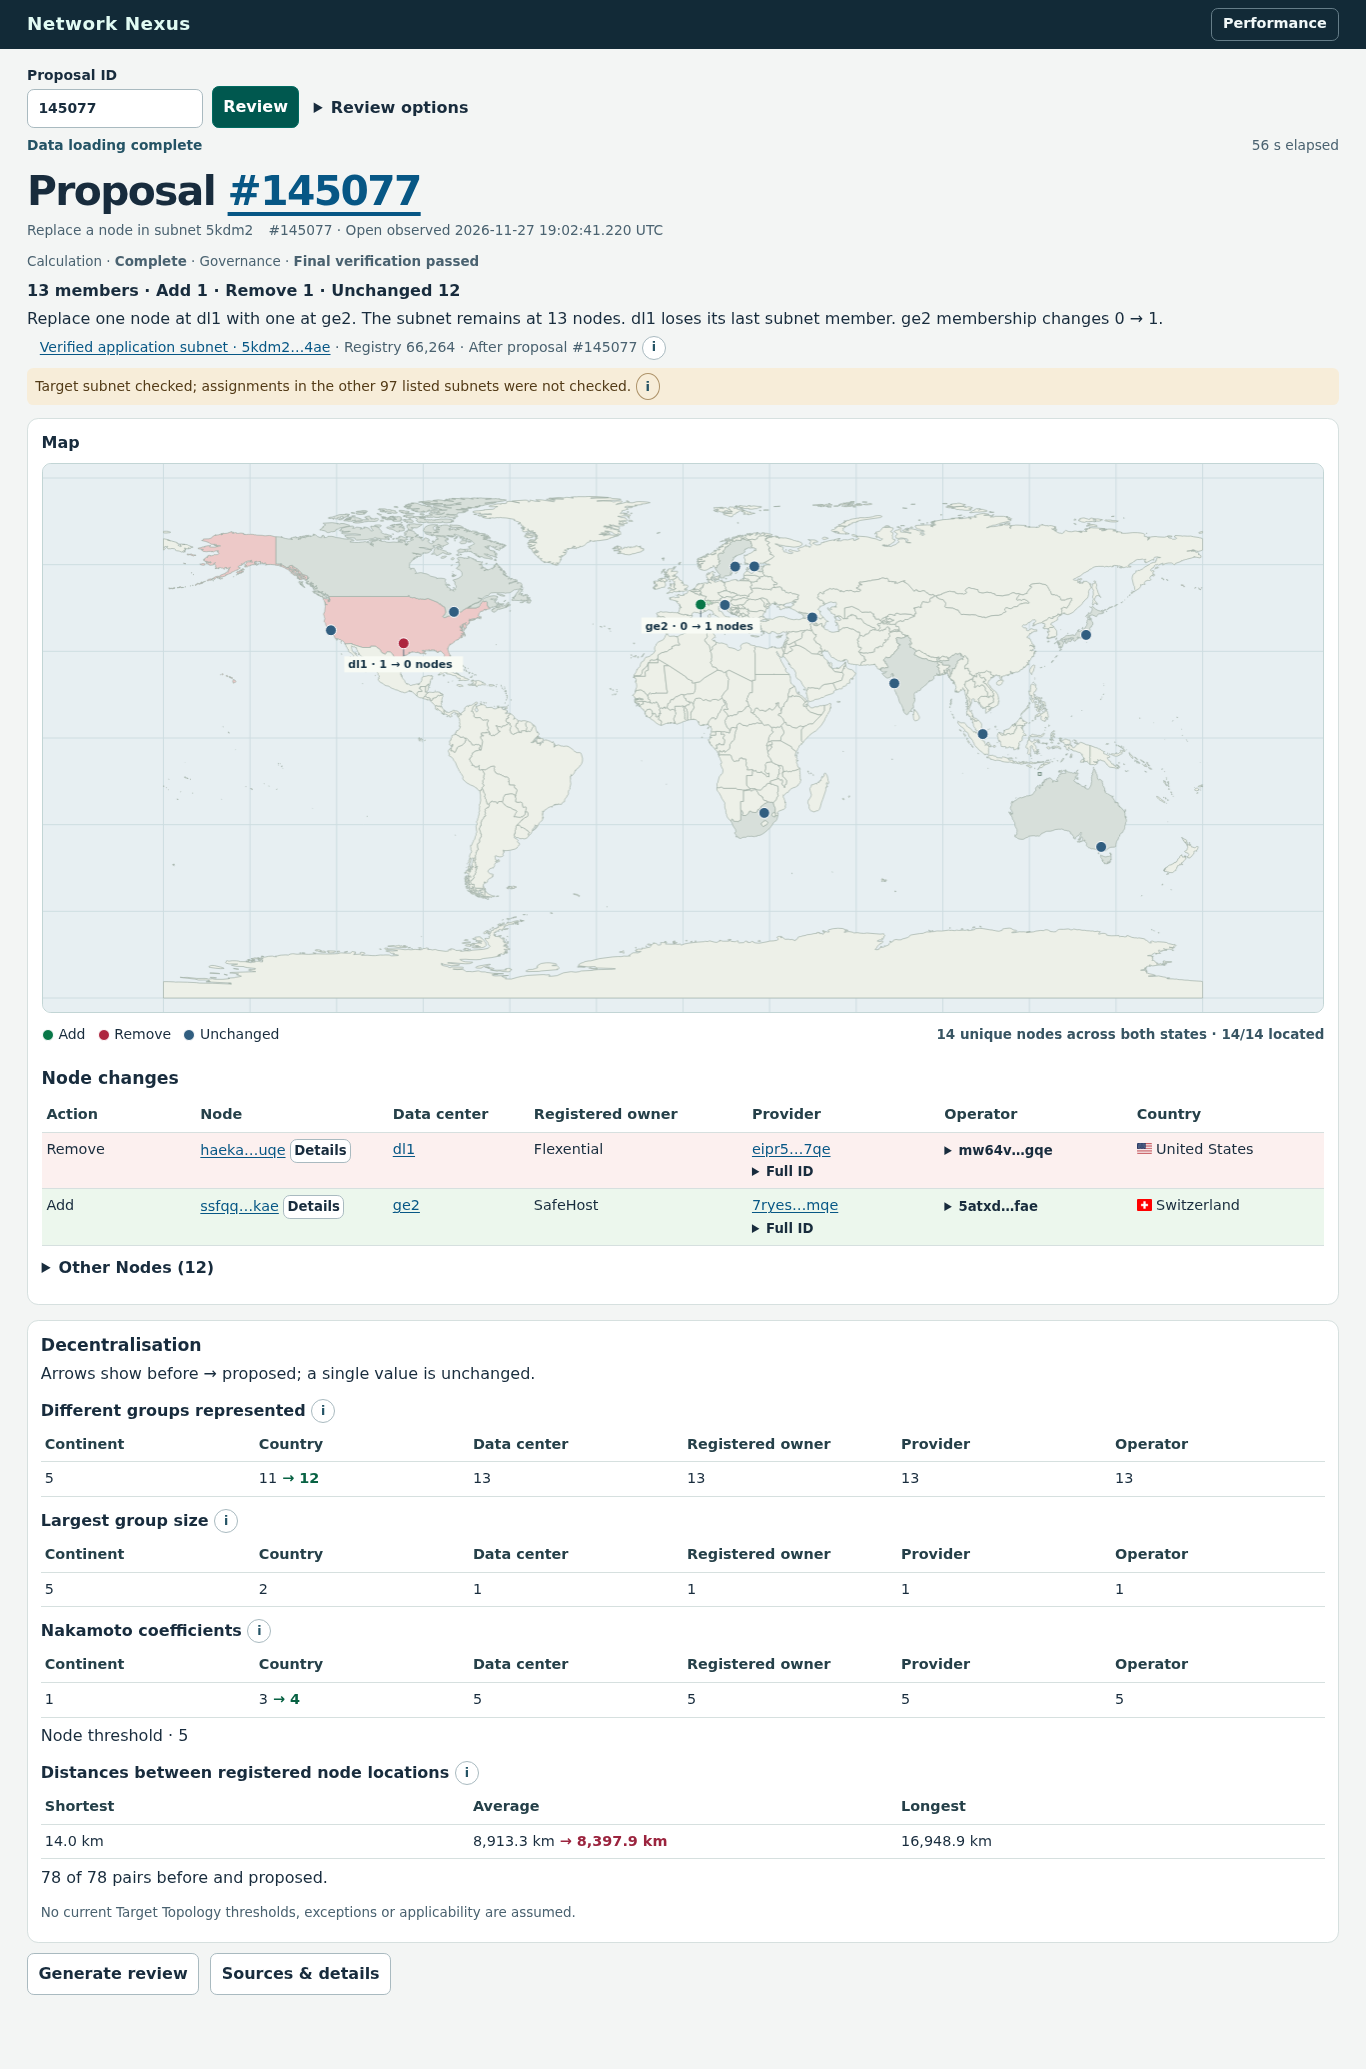 Network Nexus
Performance
Proposal ID
145077
Review
▶ Review options
Data loading complete
56 s elapsed
Proposal #145077
Replace a node in subnet 5kdm2 #145077 · Open observed 2026-11-27 19:02:41.220 UTC
Calculation · Complete · Governance · Final verification passed
13 members · Add 1 · Remove 1 · Unchanged 12
Replace one node at dl1 with one at ge2. The subnet remains at 13 nodes. dl1 loses its last subnet member. ge2 membership changes 0 → 1.
Verified application subnet · 5kdm2…4ae · Registry 66,264 · After proposal #145077 i
Target subnet checked; assignments in the other 97 listed subnets were not checked. i
Map
ge2 · 0 → 1 nodes
dl1 · 1 → 0 nodes
Add Remove Unchanged
14 unique nodes across both states · 14/14 located
Node changes
Action Node Data center Registered owner Provider Operator Country
Remove haeka…uqe Details dl1 Flexential eipr5…7qe ▶ mw64v…gqe United States
▶ Full ID
Add ssfqq…kae Details ge2 SafeHost 7ryes…mqe ▶ 5atxd…fae Switzerland
▶ Full ID
▶ Other Nodes (12)
Decentralisation
Arrows show before → proposed; a single value is unchanged.
Different groups represented i
Continent Country Data center Registered owner Provider Operator
5 11 → 12 13 13 13 13
Largest group size i
Continent Country Data center Registered owner Provider Operator
5 2 1 1 1 1
Nakamoto coefficients i
Continent Country Data center Registered owner Provider Operator
1 3 → 4 5 5 5 5
Node threshold · 5
Distances between registered node locations i
Shortest Average Longest
14.0 km 8,913.3 km → 8,397.9 km 16,948.9 km
78 of 78 pairs before and proposed.
No current Target Topology thresholds, exceptions or applicability are assumed.
Generate review
Sources & details